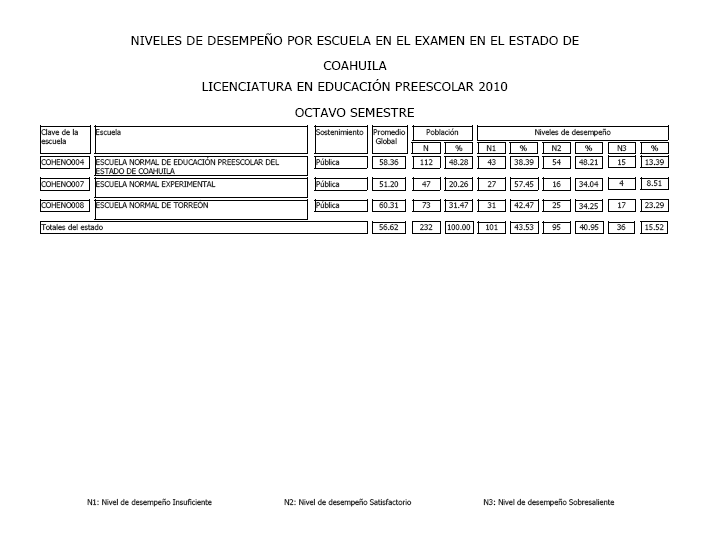 NIVELES DE DESEMPEÑO POR ESCUELA EN EL EXAMEN EN EL ESTADO DE
COAHUILA
LICENCIATURA EN EDUCACIÓN PREESCOLAR 2010
OCTAVO SEMESTRE
Clave de la escuela Escuela Sostenimiento Promedio Global Población Niveles de desempeño
N % N1 % N2 % N3 %
COHENO004 ESCUELA NORMAL DE EDUCACIÓN PREESCOLAR DEL Pública 58.36 112 48.28 43 38.39 54 48.21 15 13.39
ESTADO DE COAHUILA
COHENO007 ESCUELA NORMAL EXPERIMENTAL Pública 51.20 47 20.26 27 57.45 16 34.04 4 8.51
COHENO008 ESCUELA NORMAL DE TORREÓN Pública 60.31 73 31.47 31 42.47 25 34.25 17 23.29
Totales del estado 56.62 232 100.00 101 43.53 95 40.95 36 15.52
N1: Nivel de desempeño Insuficiente N2: Nivel de desempeño Satisfactorio N3: Nivel de desempeño Sobresaliente